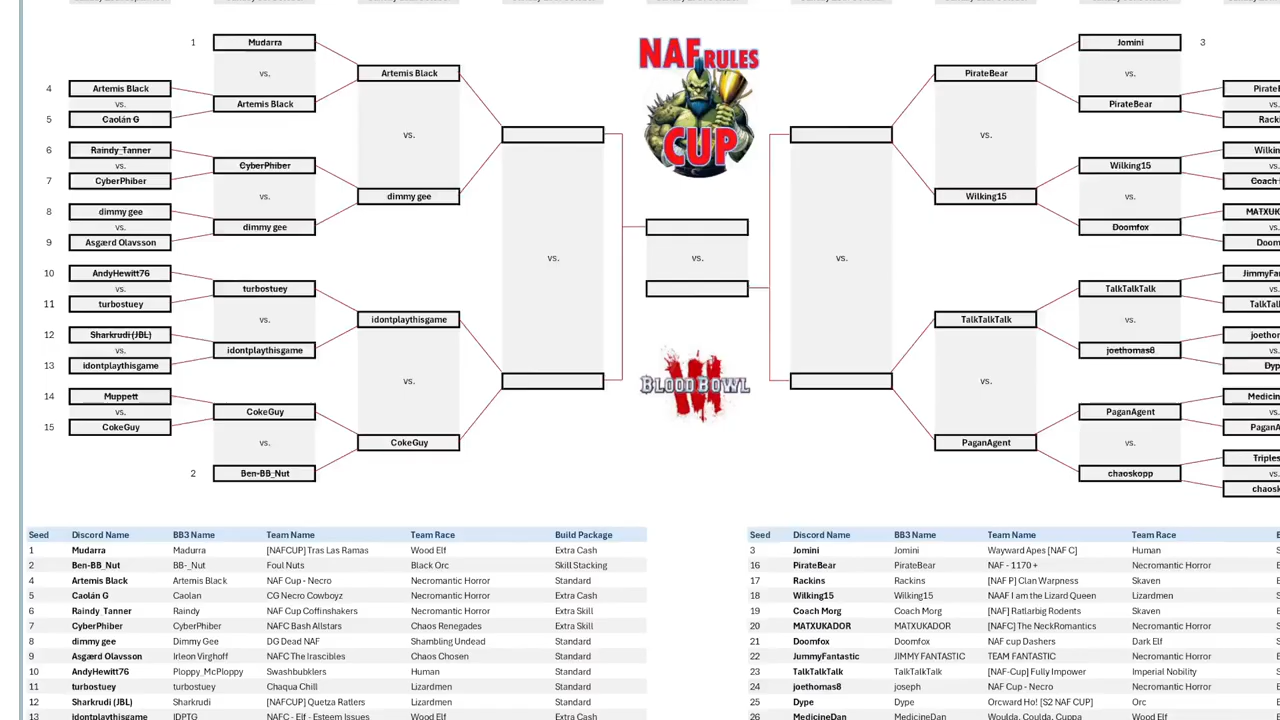 1 Mudarra Jomini 3
NAF RULES CUP
vs. Artemis Black PirateBear vs.
4 Artemis Black
vs. Artemis Black PirateBear
5 Caolán G
vs. vs.
6 Raindy_Tanner
vs. CyberPhiber Wilking15
7 CyberPhiber
vs. dimmy gee Wilking15 vs.
8 dimmy gee
vs. dimmy gee Doomfox
9 Asgærd Olavsson
vs. vs. vs.
10 AndyHewitt76
vs. turbostuey TalkTalkTalk
11 turbostuey
vs. idontplaythisgame TalkTalkTalk vs.
12 Sharkrudi (JBL)
vs. idontplaythisgame joethomas8
13 idontplaythisgame
BLOOD BOWL III
vs. vs.
14 Muppett
vs. CokeGuy PaganAgent
15 CokeGuy
vs. CokeGuy PaganAgent vs.
2 Ben-BB_Nut chaoskopp
Seed Discord Name BB3 Name Team Name Team Race Build Package
1 Mudarra Madurra [NAFCUP] Tras Las Ramas Wood Elf Extra Cash
2 Ben-BB_Nut BB-_Nut Foul Nuts Black Orc Skill Stacking
4 Artemis Black Artemis Black NAF Cup - Necro Necromantic Horror Extra Cash
5 Caolán G Caolan CG Necro Cowboyz Necromantic Horror Extra Cash
6 Raindy_Tanner Raindy NAF Cup Coffinshakers Necromantic Horror Extra Skill
7 CyberPhiber CyberPhiber NAFC Bash Allstars Chaos Renegades Extra Skill
8 dimmy gee Dimmy Gee DG Dead NAF Shambling Undead Standard
9 Asgærd Olavsson Irleon Virghoff NAFC The Irascibles Chaos Chosen Standard
10 AndyHewitt76 Ploppy_McPloppy Swashbubklers Human Standard
11 turbostuey turbostuey Chaqua Chill Lizardmen Standard
12 Sharkrudi (JBL) Sharkrudi [NAFCUP] Quetza Ratlers Lizardmen Standard
13 idontplaythisgame IDPTG NAFC - Elf - Esteem Issues Wood Elf Extra Cash
Seed Discord Name BB3 Name Team Name Team Race
3 Jomini Jomini Wayward Apes [NAF C] Human
16 PirateBear PirateBear NAF - 1170 + Necromantic Horror
17 Rackins Rackins [NAF P] Clan Warpness Skaven
18 Wilking15 Wilking15 NAAF I am the Lizard Queen Lizardmen
19 Coach Morg Coach Morg [NAF] Ratlarbig Rodents Skaven
20 MATXUKADOR MATXUKADOR [NAFC] The NeckRomantics Necromantic Horror
21 Doomfox Doomfox NAF cup Dashers Dark Elf
22 JummyFantastic JIMMY FANTASTIC TEAM FANTASTIC Necromantic Horror
23 TalkTalkTalk TalkTalkTalk [NAF-Cup] Fully Impower Imperial Nobility
24 joethomas8 joseph NAF Cup - Necro Necromantic Horror
25 Dype Dype Orcward Ho! [S2 NAF CUP] Orc
26 MedicineDan MedicineDan Woulda, Coulda, Cuppa Wood Elf